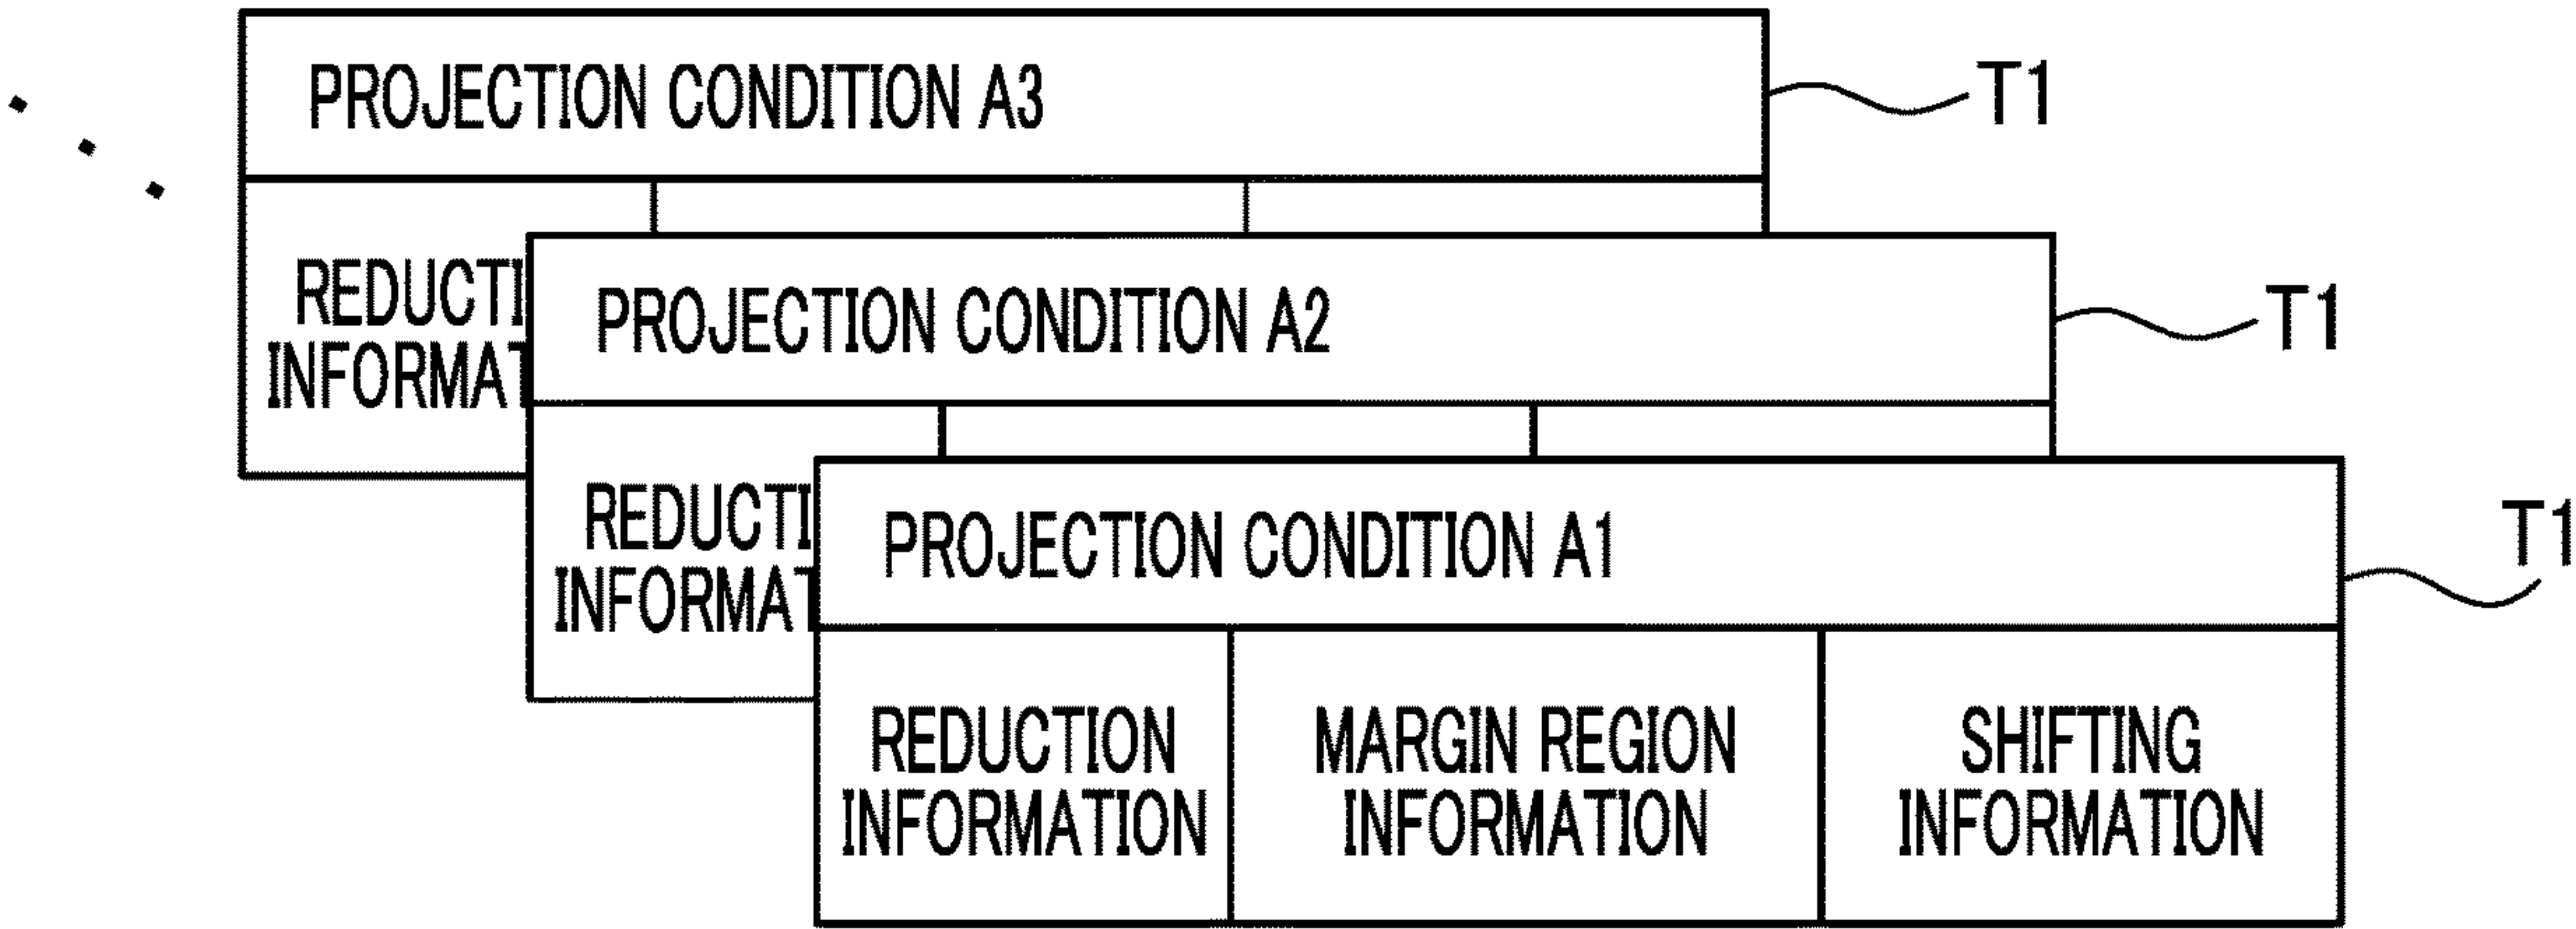 PROJECTION CONDITION A3
T1
REDUCTI
INFORMAT
PROJECTION CONDITION A2
T1
REDUCTI
INFORMAT
PROJECTION CONDITION A1
T1
REDUCTION
INFORMATION
MARGIN REGION
INFORMATION
SHIFTING
INFORMATION